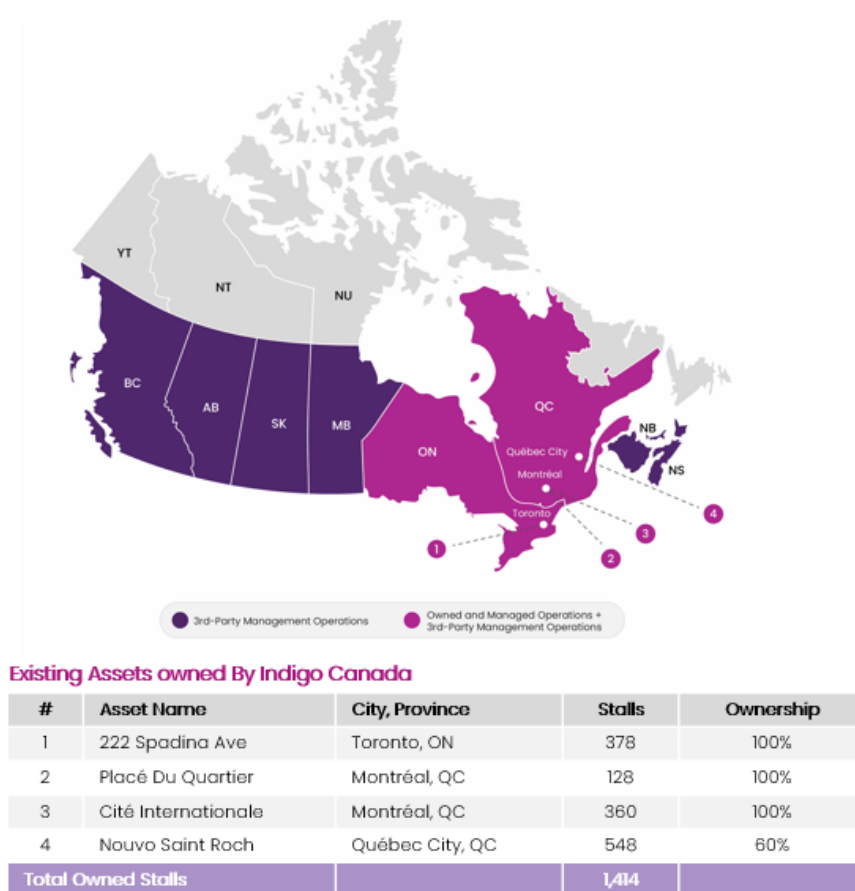 YT
NT
NU
BC
AB
SK
MB
ON
QC
NB
NS
Québec City
Montréal
Toronto
1
2
3
4
3rd-Party Management Operations
Owned and Managed Operations +
3rd-Party Management Operations
Existing Assets owned By Indigo Canada
# Asset Name City, Province Stalls Ownership
1 222 Spadina Ave Toronto, ON 378 100%
2 Placé Du Quartier Montréal, QC 128 100%
3 Cité Internationale Montréal, QC 360 100%
4 Nouvo Saint Roch Québec City, QC 548 60%
Total Owned Stalls 1,414